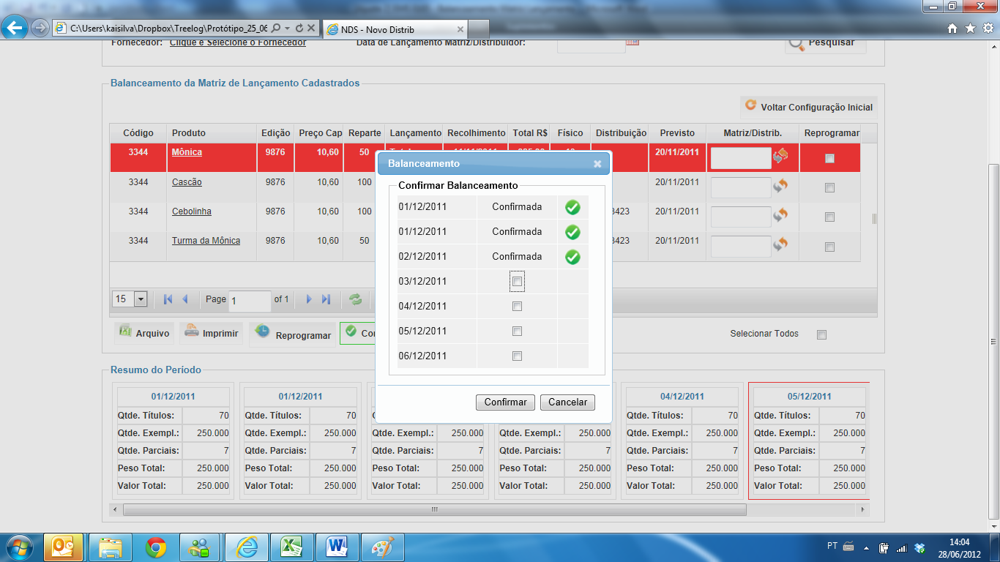 C:\Users\kaisilva\Dropbox\Treelog\Protótipo_25_06
NDS - Novo Distrib
Fornecedor: Clique e Selecione o Fornecedor Data de Lançamento Matriz/Distribuidor: Pesquisar
Balanceamento da Matriz de Lançamento Cadastrados
Voltar Configuração Inicial
Código Produto Edição Preço Cap Reparte Lançamento Recolhimento Total R$ Físico Distribuição Previsto Matriz/Distrib. Reprogramar
3344 Mônica 9876 10,60 50 20/11/2011
3344 Cascão 9876 10,60 100 20/11/2011
3344 Cebolinha 9876 10,60 100 3423 20/11/2011
3344 Turma da Mônica 9876 10,60 50 3423 20/11/2011
Balanceamento
Confirmar Balanceamento
01/12/2011 Confirmada
01/12/2011 Confirmada
02/12/2011 Confirmada
03/12/2011
04/12/2011
05/12/2011
06/12/2011
Confirmar Cancelar
15 Page 1 of 1
Arquivo Imprimir Reprogramar Con Selecionar Todos
Resumo do Período
01/12/2011 01/12/2011 04/12/2011 05/12/2011
Qtde. Títulos: 70 Qtde. Títulos: 70 Qtde. Títulos: 70 Qtde. Títulos: 70
Qtde. Exempl.: 250.000 Qtde. Exempl.: 250.000 Qtde. Exempl.: 250.000 Qtde. Exempl.: 250.000 Qtde. Exempl.: 250.000 Qtde. Exempl.: 250.000
Qtde. Parciais: 7 Qtde. Parciais: 7 Qtde. Parciais: 7 Qtde. Parciais: 7 Qtde. Parciais: 7 Qtde. Parciais: 7
Peso Total: 250.000 Peso Total: 250.000 Peso Total: 250.000 Peso Total: 250.000 Peso Total: 250.000 Peso Total: 250.000
Valor Total: 250.000 Valor Total: 250.000 Valor Total: 250.000 Valor Total: 250.000 Valor Total: 250.000 Valor Total: 250.000
PT
14:04
28/06/2012